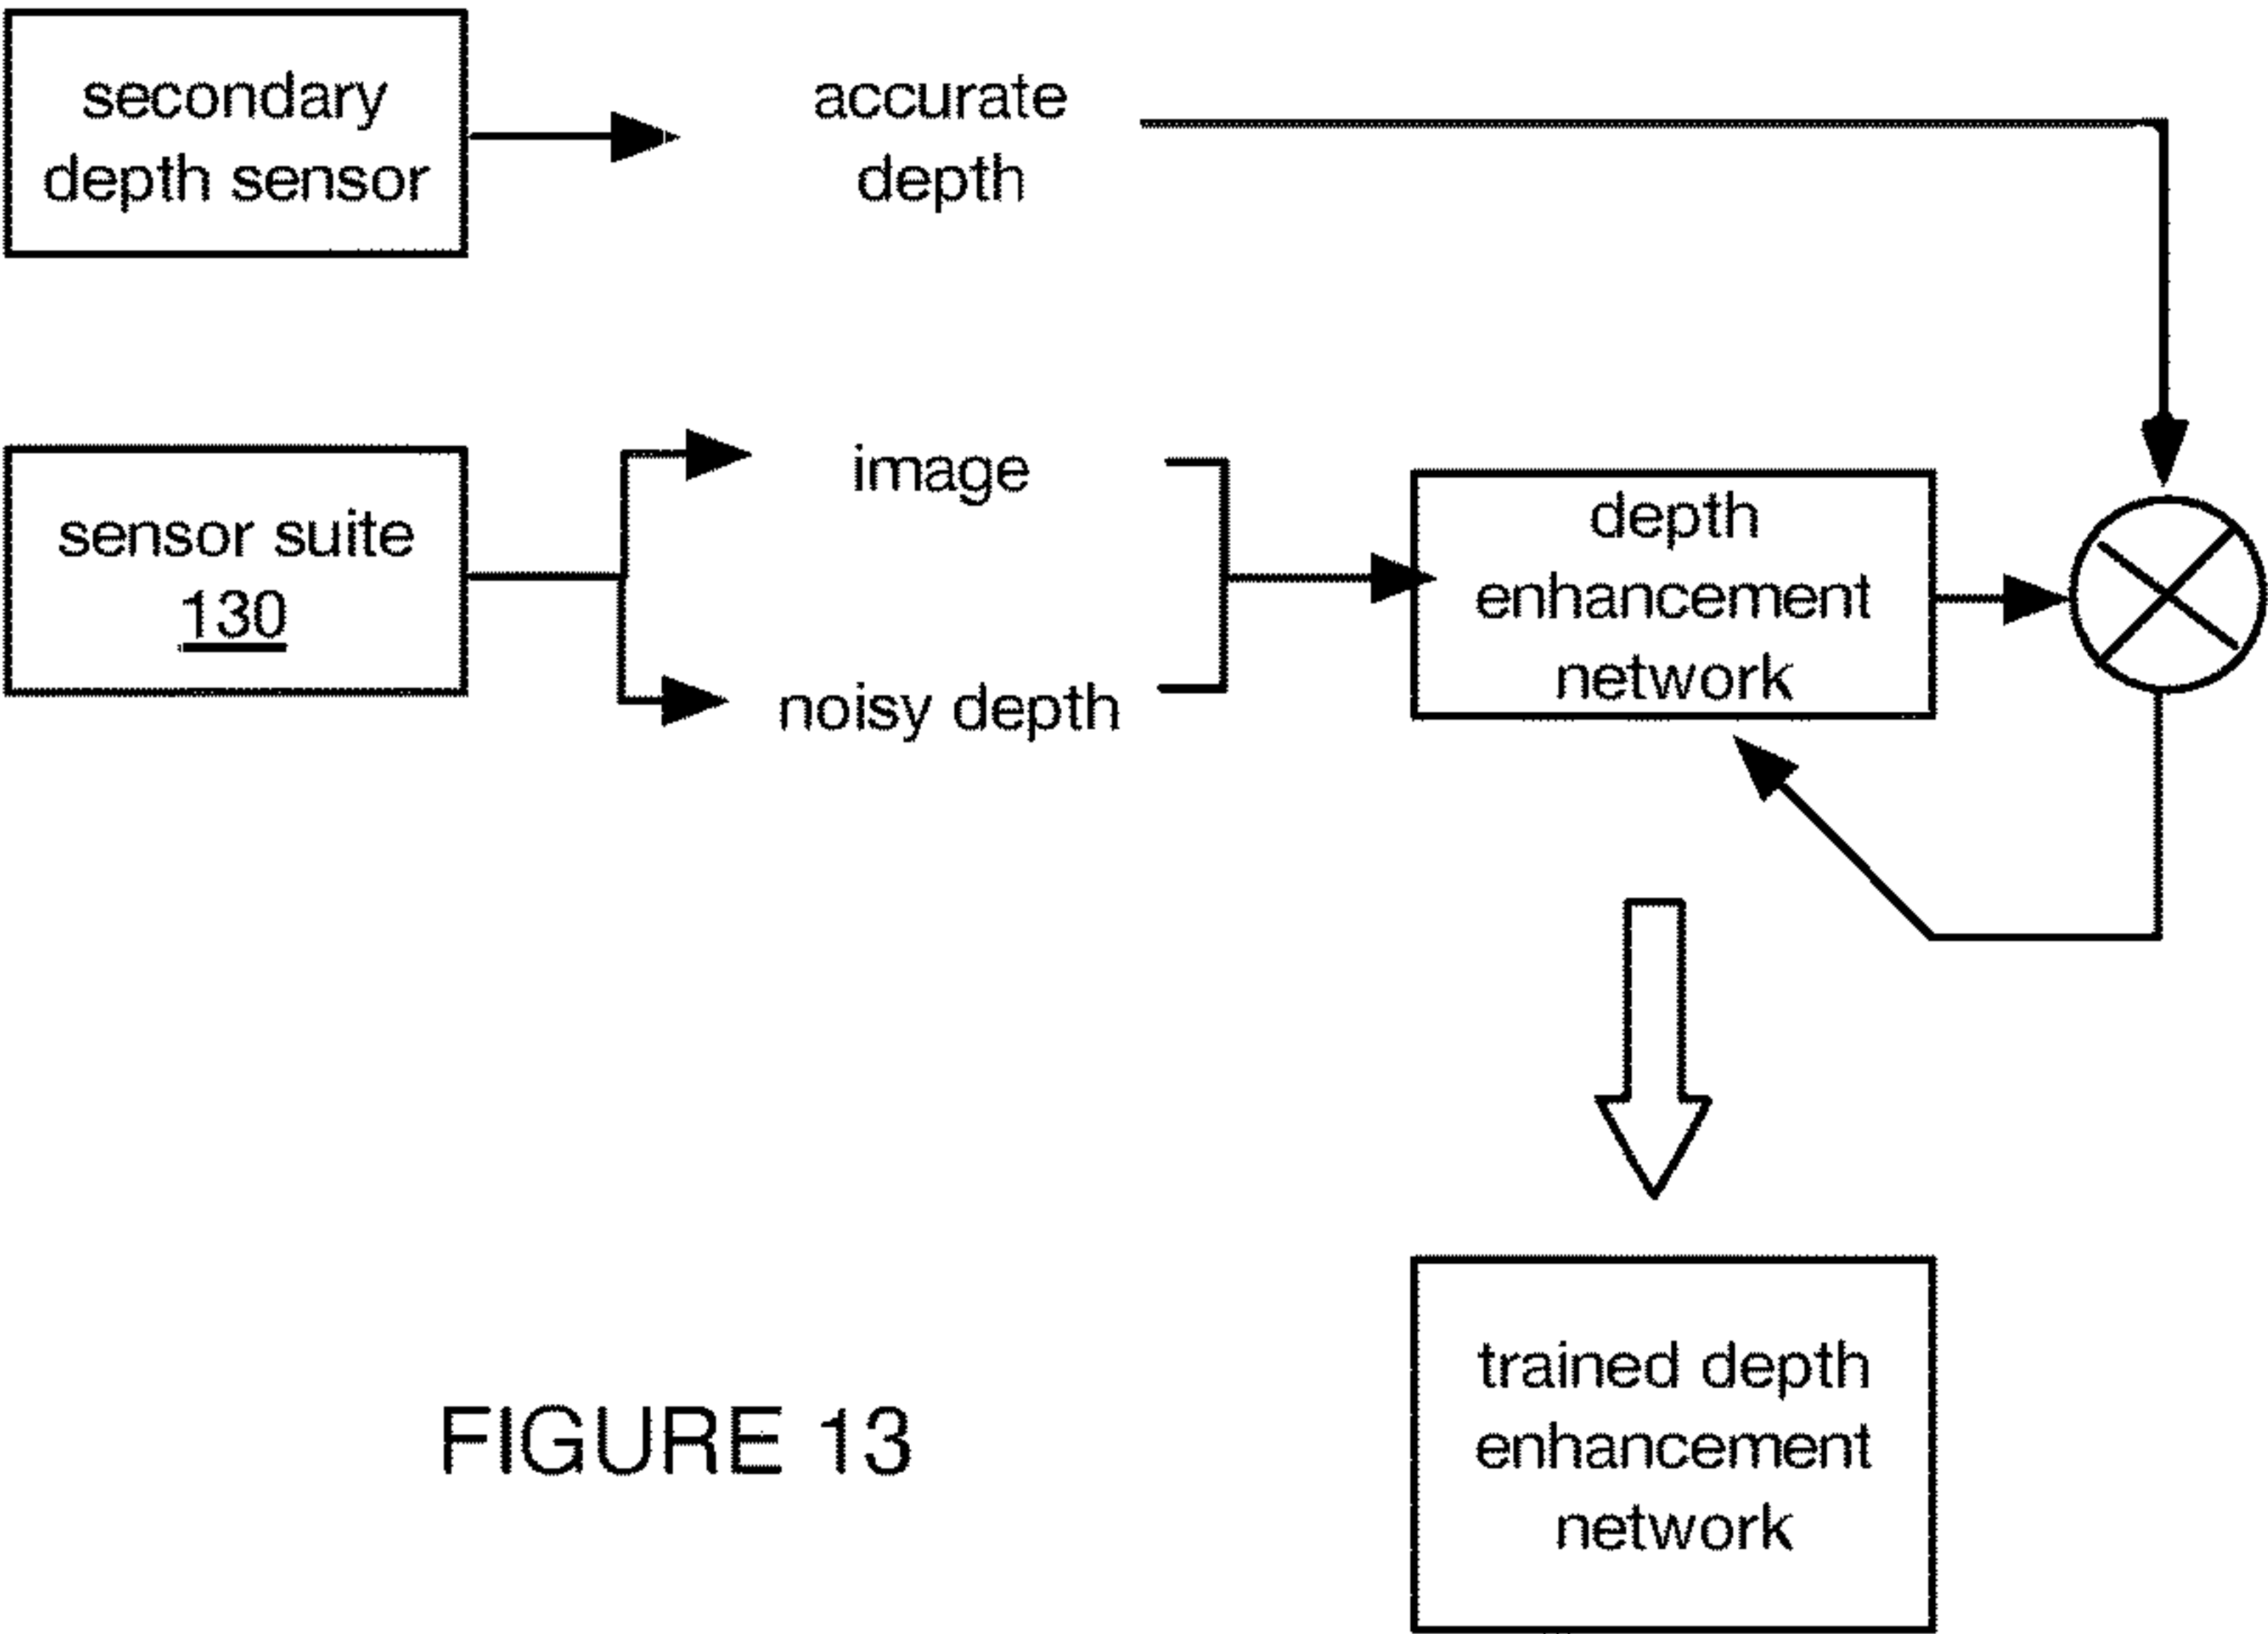 secondary
depth sensor
accurate
depth
sensor suite
130
image
noisy depth
depth
enhancement
network
trained depth
enhancement
network
FIGURE 13